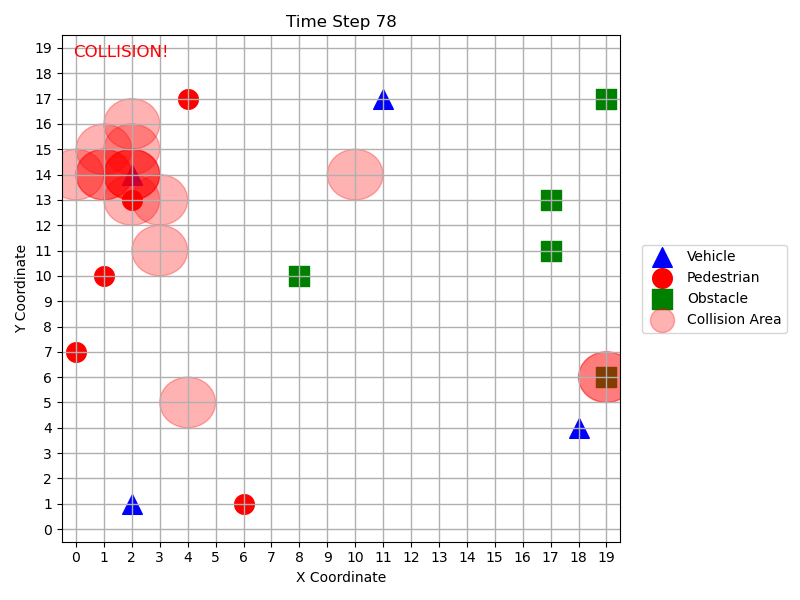 Time Step 78
COLLISION!
Y Coordinate
19
18
17
16
15
14
13
12
11
10
9
8
7
6
5
4
3
2
1
0
0 1 2 3 4 5 6 7 8 9 10 11 12 13 14 15 16 17 18 19
X Coordinate
Vehicle
Pedestrian
Obstacle
Collision Area